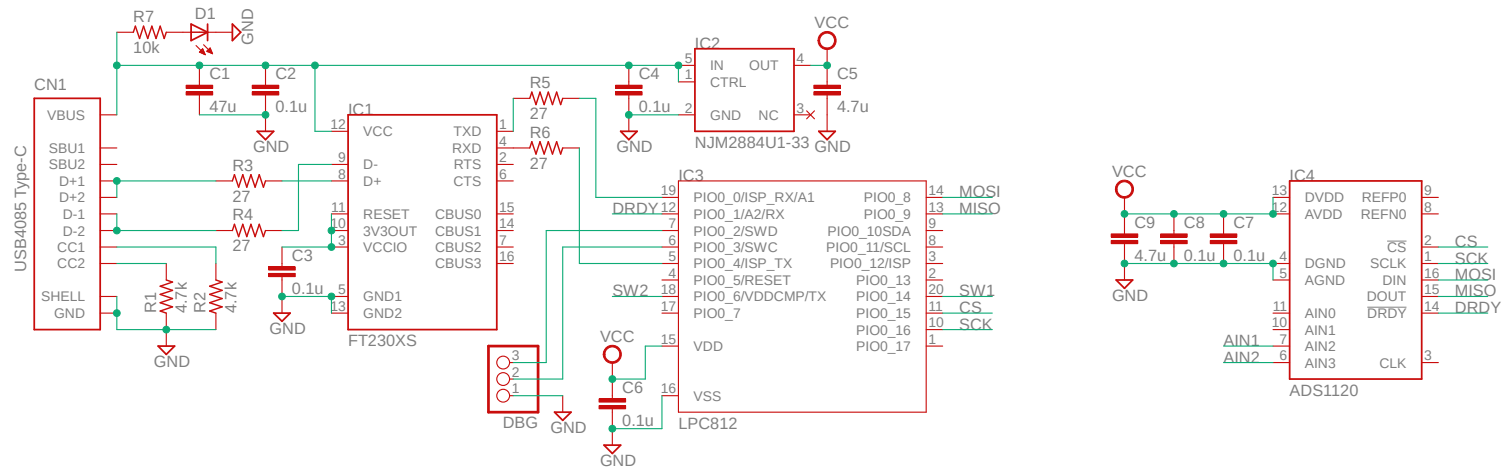 R7
10k
D1
GND
CN1
USB4085 Type-C
VBUS
SBU1
SBU2
D+1
D+2
D-1
D-2
CC1
CC2
SHELL
GND
C1
47u
C2
0.1u
GND
R3
27
R4
27
R1
4.7k
R2
4.7k
GND
C3
0.1u
GND
IC1
12 VCC
9 D-
8 D+
11 RESET
10 3V3OUT
3 VCCIO
5 GND1
13 GND2
TXD 1
RXD 4
RTS 2
CTS 6
CBUS0 15
CBUS1 14
CBUS2 7
CBUS3 16
FT230XS
R5
27
R6
27
3
2
1
DBG
GND
C4
0.1u
GND
IC2
5 IN OUT 4
1 CTRL
2 GND NC 3
NJM2884U1-33
VCC
C5
4.7u
GND
IC3
19 PIO0_0/ISP_RX/A1 PIO0_8 14 MOSI
DRDY 12 PIO0_1/A2/RX PIO0_9 13 MISO
7 PIO0_2/SWD PIO0_10SDA 9
6 PIO0_3/SWC PIO0_11/SCL 8
5 PIO0_4/ISP_TX PIO0_12/ISP 3
4 PIO0_5/RESET PIO0_13 2
SW2 18 PIO0_6/VDDCMP/TX PIO0_14 20 SW1
17 PIO0_7 PIO0_15 11 CS
PIO0_16 10 SCK
15 VDD PIO0_17 1
16 VSS
LPC812
VCC
C6
0.1u
GND
VCC
C9
4.7u
C8
0.1u
C7
0.1u
GND
IC4
13 DVDD REFP0 9
12 AVDD REFN0 8
CS 2 CS
4 DGND SCLK 1 SCK
5 AGND DIN 16 MOSI
DOUT 15 MISO
11 AIN0 DRDY 14 DRDY
10 AIN1
AIN1 7 AIN2
AIN2 6 AIN3 CLK 3
ADS1120